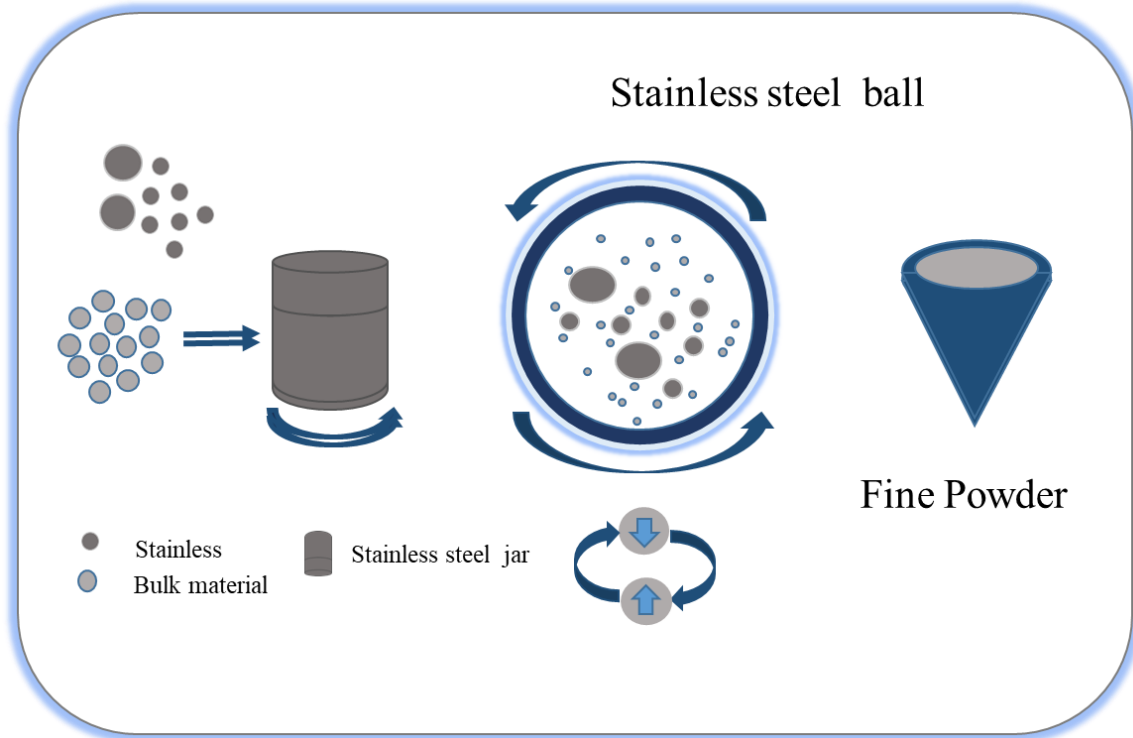 Stainless steel ball
Fine Powder
Stainless
Stainless steel jar
Bulk material